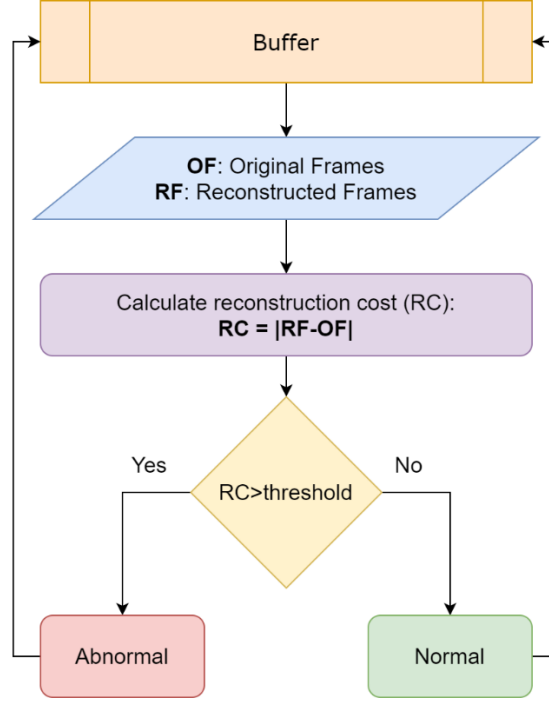 Buffer
OF: Original Frames
RF: Reconstructed Frames
Calculate reconstruction cost (RC):
RC = |RF-OF|
Yes
No
RC>threshold
Abnormal
Normal